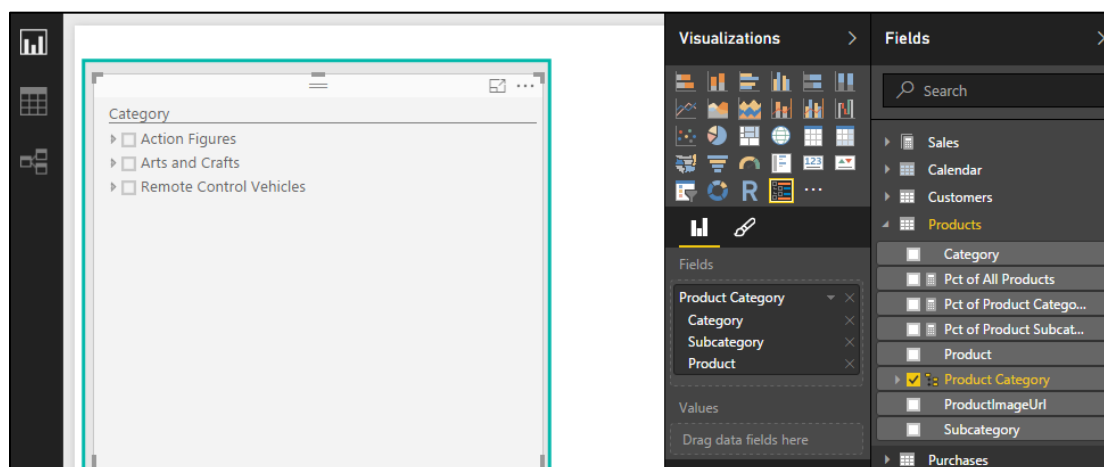 Category
Action Figures
Arts and Crafts
Remote Control Vehicles
Visualizations
123
R
Fields
Product Category
Category
Subcategory
Product
Values
Drag data fields here
Fields
Search
Sales
Calendar
Customers
Products
Category
Pct of All Products
Pct of Product Catego...
Pct of Product Subcat...
Product
Product Category
ProductImageUrl
Subcategory
Purchases